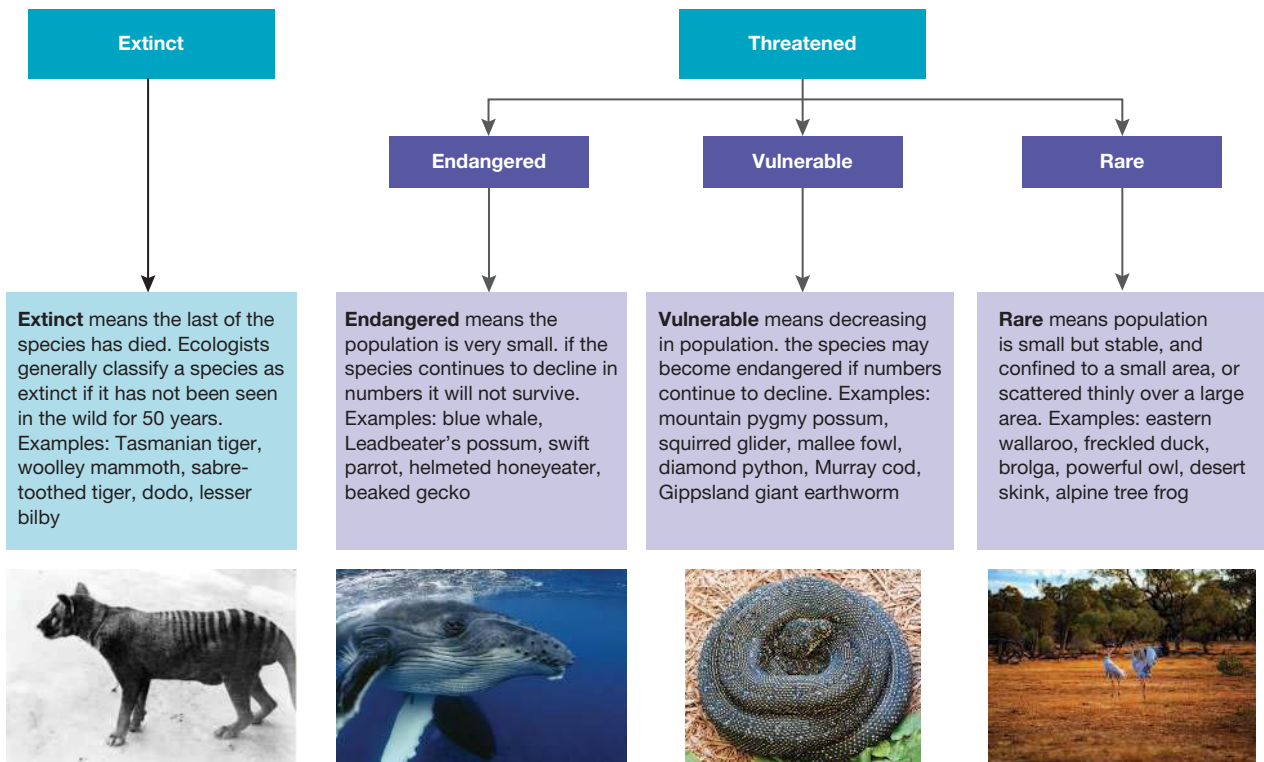 Extinct
Threatened
Endangered
Vulnerable
Rare
Extinct means the last of the
species has died. Ecologists
generally classify a species as
extinct if it has not been seen
in the wild for 50 years.
Examples: Tasmanian tiger,
woolley mammoth, sabre-
toothed tiger, dodo, lesser
bilby
Endangered means the
population is very small. if the
species continues to decline in
numbers it will not survive.
Examples: blue whale,
Leadbeater's possum, swift
parrot, helmeted honeyeater,
beaked gecko
Vulnerable means decreasing
in population. the species may
become endangered if numbers
continue to decline. Examples:
mountain pygmy possum,
squirred glider, mallee fowl,
diamond python, Murray cod,
Gippsland giant earthworm
Rare means population
is small but stable, and
confined to a small area, or
scattered thinly over a large
area. Examples: eastern
wallaroo, freckled duck,
brolga, powerful owl, desert
skink, alpine tree frog